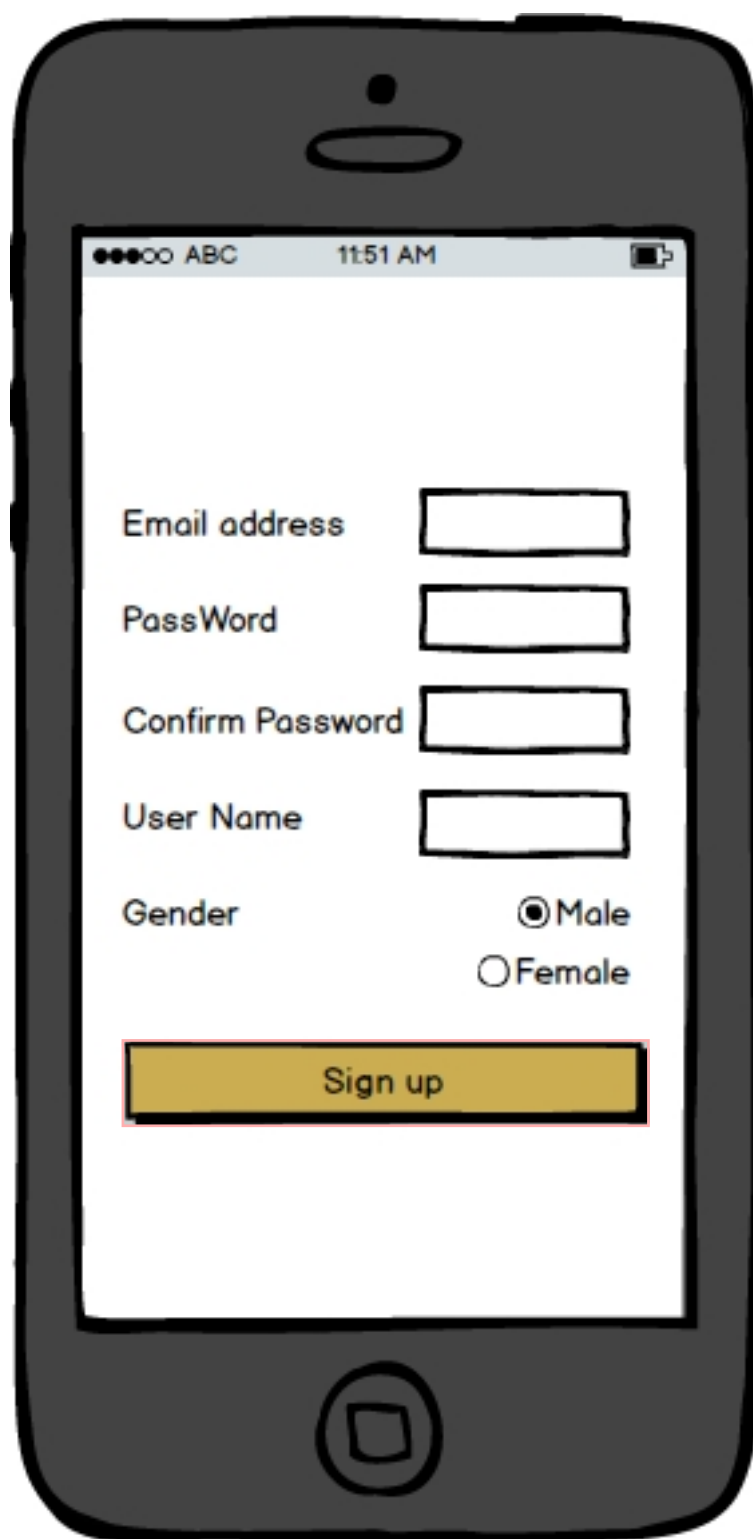 ABC 11:51 AM
Email address
PassWord
Confirm Password
User Name
Gender Male
Female
Sign up